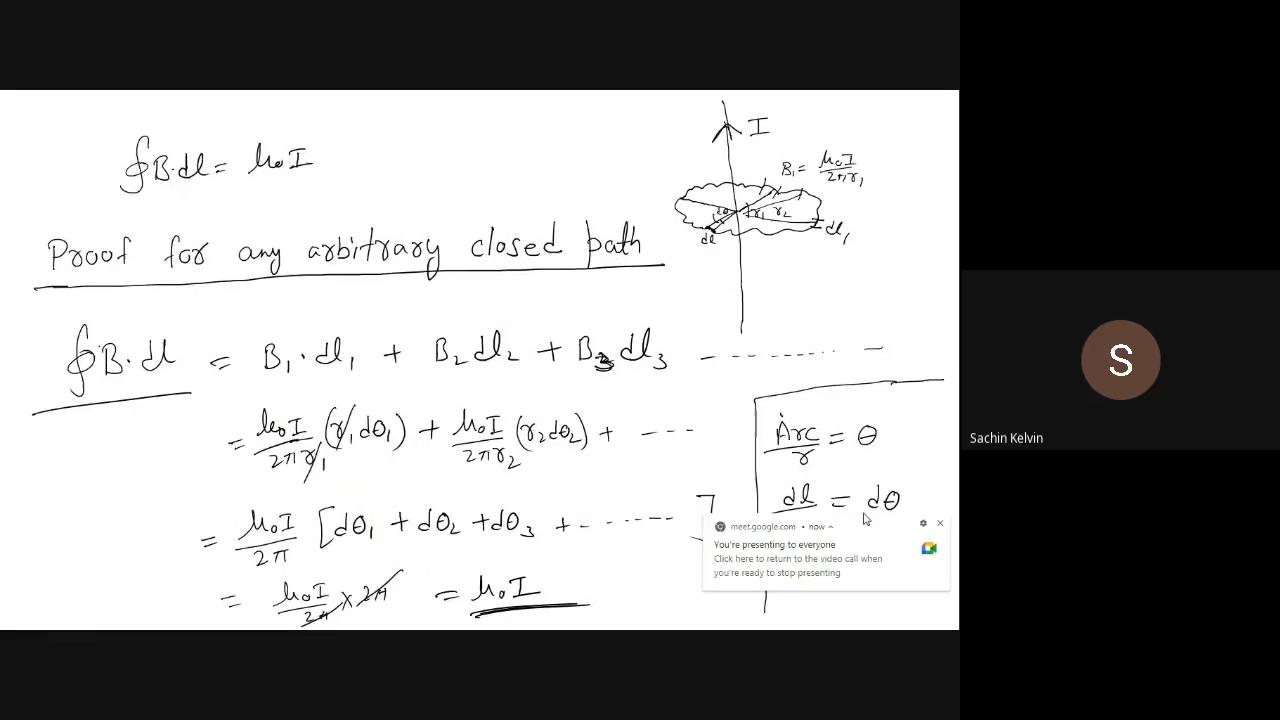 ∮B·dl = μ₀I
I
B₁ = μ₀I / 2πr₁
dθ r₁ r₂
dl dl₁
Proof for any arbitrary closed path
∮B·dl = B₁·dl₁ + B₂dl₂ + B₃dl₃ - - - - - - - -
= μ₀I / 2πr₁ (r₁dθ₁) + μ₀I / 2πr₂ (r₂dθ₂) + - - - -
= μ₀I / 2π [dθ₁ + dθ₂ + dθ₃ + - - - - - - ]
= μ₀I / 2π × 2π = μ₀I
Arc / r = θ
dl = dθ
meet.google.com • now
You're presenting to everyone
Click here to return to the video call when
you're ready to stop presenting
S
Sachin Kelvin